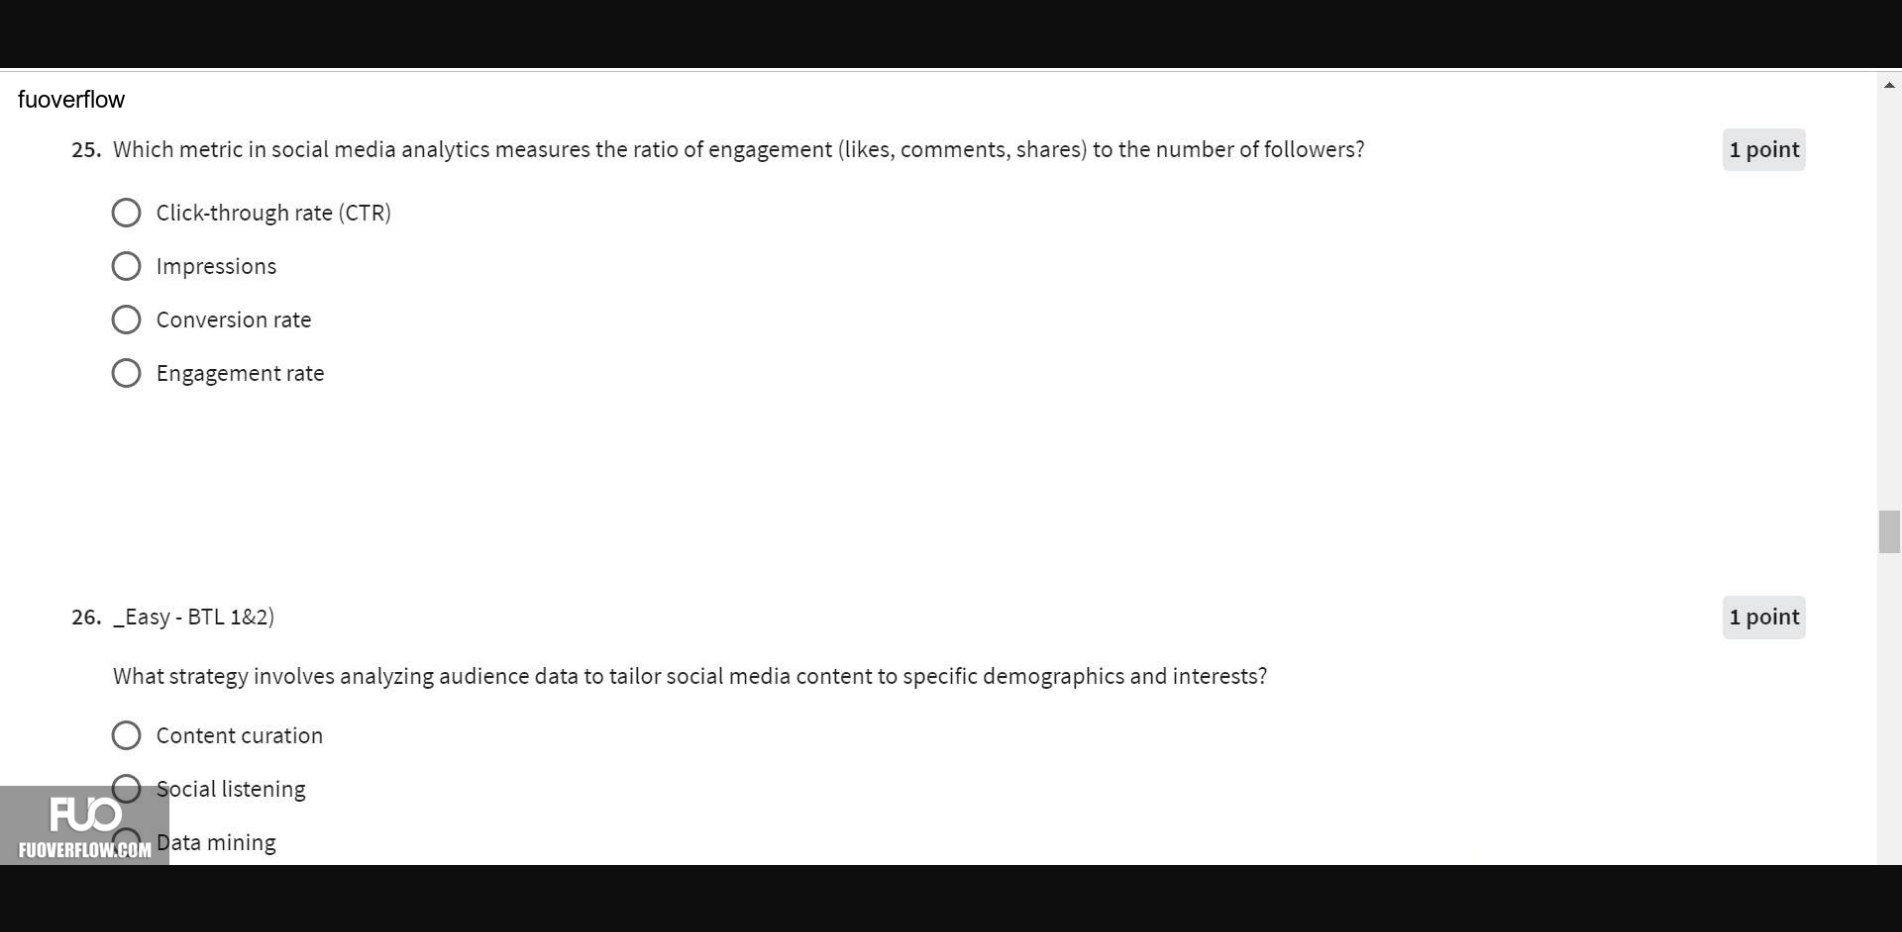 fuoverflow
25. Which metric in social media analytics measures the ratio of engagement (likes, comments, shares) to the number of followers?
1 point
Click-through rate (CTR)
Impressions
Conversion rate
Engagement rate
26. _Easy - BTL 1&2)
1 point
What strategy involves analyzing audience data to tailor social media content to specific demographics and interests?
Content curation
Social listening
Data mining
FUO
FUOVERFLOW.COM